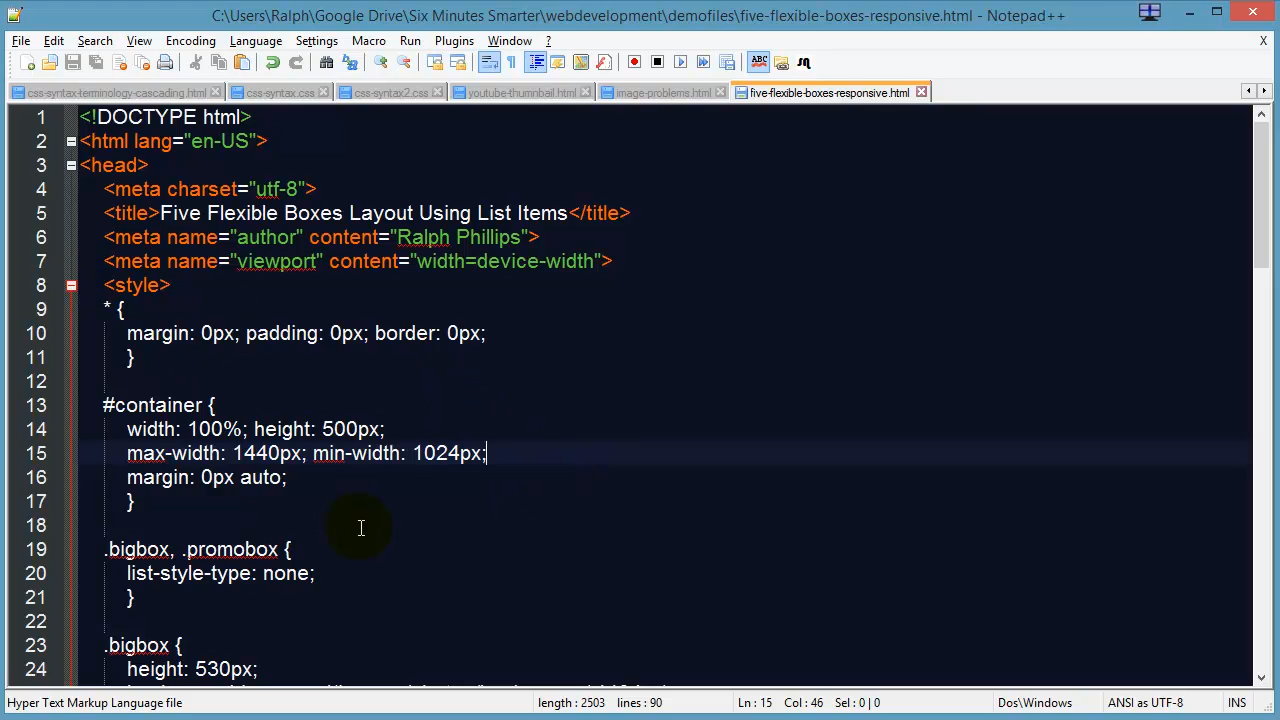 C:\Users\Ralph\Google Drive\Six Minutes Smarter\webdevelopment\demofiles\five-flexible-boxes-responsive.html - Notepad++
File Edit Search View Encoding Language Settings Macro Run Plugins Window ? X
ABC
css-syntax-terminology-cascading.html css-syntax.css css-syntax2.css youtube-thumbnail.html image-problems.html five-flexible-boxes-responsive.html
1 <!DOCTYPE html>
2 <html lang="en-US">
3 <head>
4 <meta charset="utf-8">
5 <title>Five Flexible Boxes Layout Using List Items</title>
6 <meta name="author" content="Ralph Phillips">
7 <meta name="viewport" content="width=device-width">
8 <style>
9 * {
10 margin: 0px; padding: 0px; border: 0px;
11 }
12
13 #container {
14 width: 100%; height: 500px;
15 max-width: 1440px; min-width: 1024px;
16 margin: 0px auto;
17 }
18
19 .bigbox, .promobox {
20 list-style-type: none;
21 }
22
23 .bigbox {
24 height: 530px;
Hyper Text Markup Language file length : 2503 lines : 90 Ln : 15 Col : 46 Sel : 0 | 0 Dos\Windows ANSI as UTF-8 INS